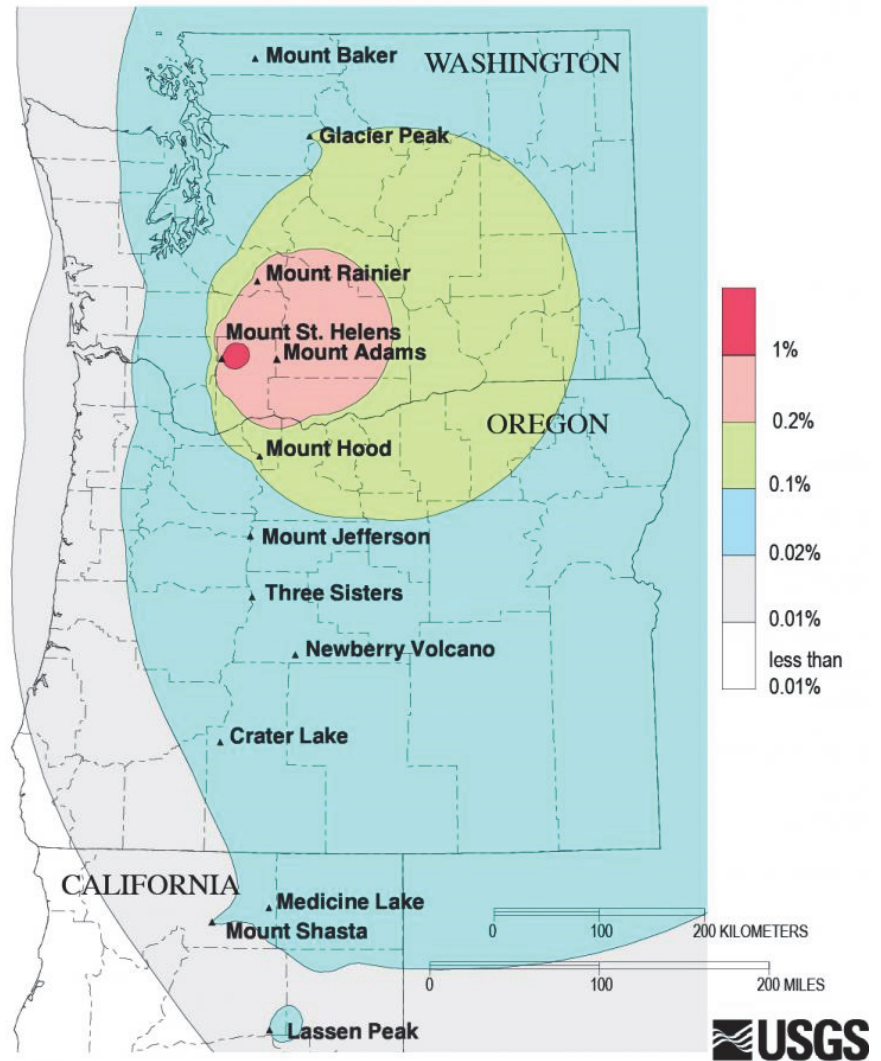 Mount Baker
WASHINGTON
Glacier Peak
Mount Rainier
Mount St. Helens
Mount Adams
1%
0.2%
OREGON
Mount Hood
0.1%
Mount Jefferson
0.02%
Three Sisters
0.01%
Newberry Volcano
less than
0.01%
Crater Lake
CALIFORNIA
Medicine Lake
Mount Shasta
0 100 200 KILOMETERS
0 100 200 MILES
Lassen Peak
USGS